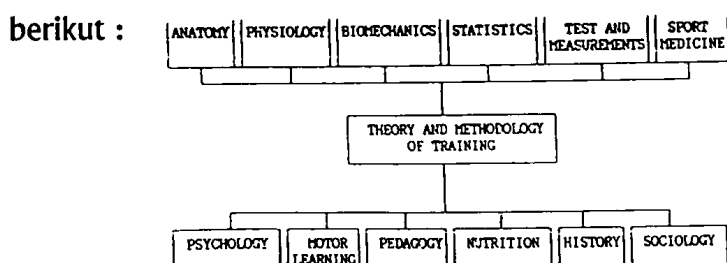 berikut :
ANATOMY PHYSIOLOGY BIOMECHANICS STATISTICS TEST AND MEASUREMENTS SPORT MEDICINE
THEORY AND METHODOLOGY
OF TRAINING
PSYCHOLOGY MOTOR LEARNING PEDAGOGY NUTRITION HISTORY SOCIOLOGY